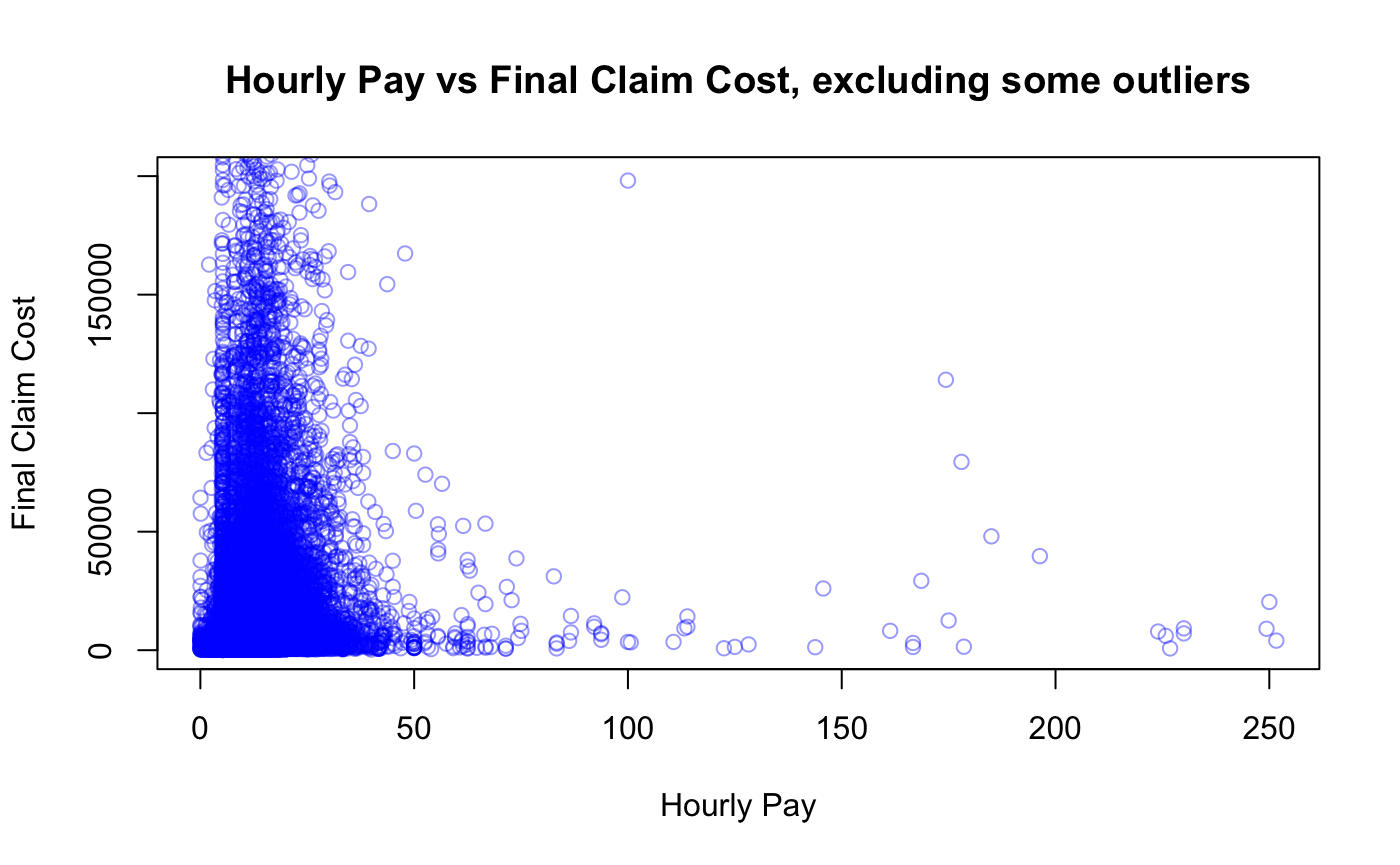 Hourly Pay vs Final Claim Cost, excluding some outliers
Final Claim Cost
150000
50000
0
0 50 100 150 200 250
Hourly Pay